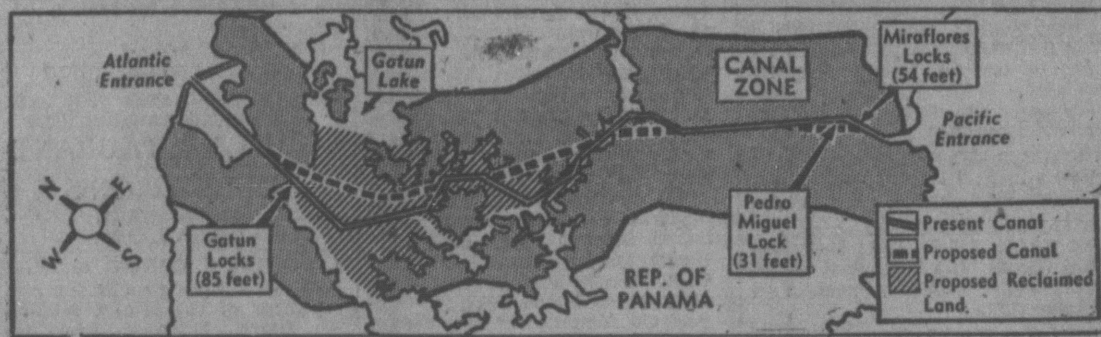 Atlantic
Entrance
Gatun
Lake
CANAL
ZONE
Miraflores
Locks
(54 feet)
Pacific
Entrance
N
E
W
S
Gatun
Locks
(85 feet)
Pedro
Miguel
Lock
(31 feet)
REP. OF
PANAMA
Present Canal
Proposed Canal
Proposed Reclaimed
Land